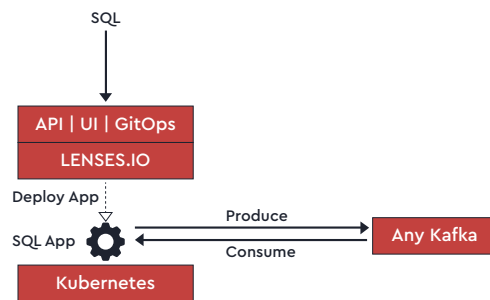 SQL
API | UI | GitOps
LENSES.IO
Deploy App
Produce
SQL App
Any Kafka
Consume
Kubernetes